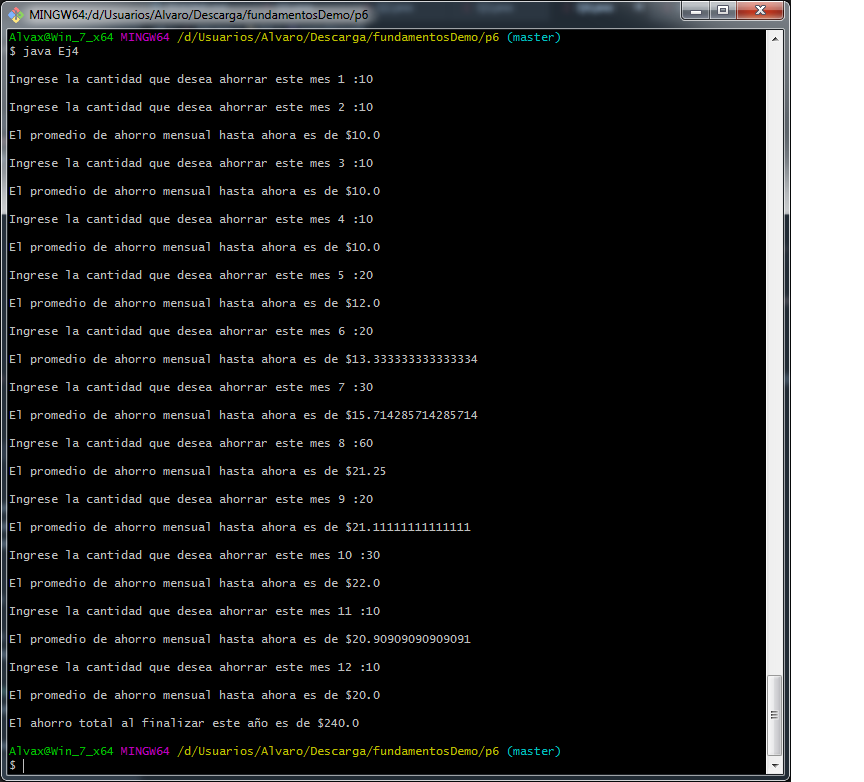 MINGW64:/d/Usuarios/Alvaro/Descarga/fundamentosDemo/p6
Alvax@Win_7_x64 MINGW64 /d/Usuarios/Alvaro/Descarga/fundamentosDemo/p6 (master)
$ java Ej4
Ingrese la cantidad que desea ahorrar este mes 1 :10
Ingrese la cantidad que desea ahorrar este mes 2 :10
El promedio de ahorro mensual hasta ahora es de $10.0
Ingrese la cantidad que desea ahorrar este mes 3 :10
El promedio de ahorro mensual hasta ahora es de $10.0
Ingrese la cantidad que desea ahorrar este mes 4 :10
El promedio de ahorro mensual hasta ahora es de $10.0
Ingrese la cantidad que desea ahorrar este mes 5 :20
El promedio de ahorro mensual hasta ahora es de $12.0
Ingrese la cantidad que desea ahorrar este mes 6 :20
El promedio de ahorro mensual hasta ahora es de $13.333333333333334
Ingrese la cantidad que desea ahorrar este mes 7 :30
El promedio de ahorro mensual hasta ahora es de $15.714285714285714
Ingrese la cantidad que desea ahorrar este mes 8 :60
El promedio de ahorro mensual hasta ahora es de $21.25
Ingrese la cantidad que desea ahorrar este mes 9 :20
El promedio de ahorro mensual hasta ahora es de $21.11111111111111
Ingrese la cantidad que desea ahorrar este mes 10 :30
El promedio de ahorro mensual hasta ahora es de $22.0
Ingrese la cantidad que desea ahorrar este mes 11 :10
El promedio de ahorro mensual hasta ahora es de $20.90909090909091
Ingrese la cantidad que desea ahorrar este mes 12 :10
El promedio de ahorro mensual hasta ahora es de $20.0
El ahorro total al finalizar este año es de $240.0
Alvax@Win_7_x64 MINGW64 /d/Usuarios/Alvaro/Descarga/fundamentosDemo/p6 (master)
$